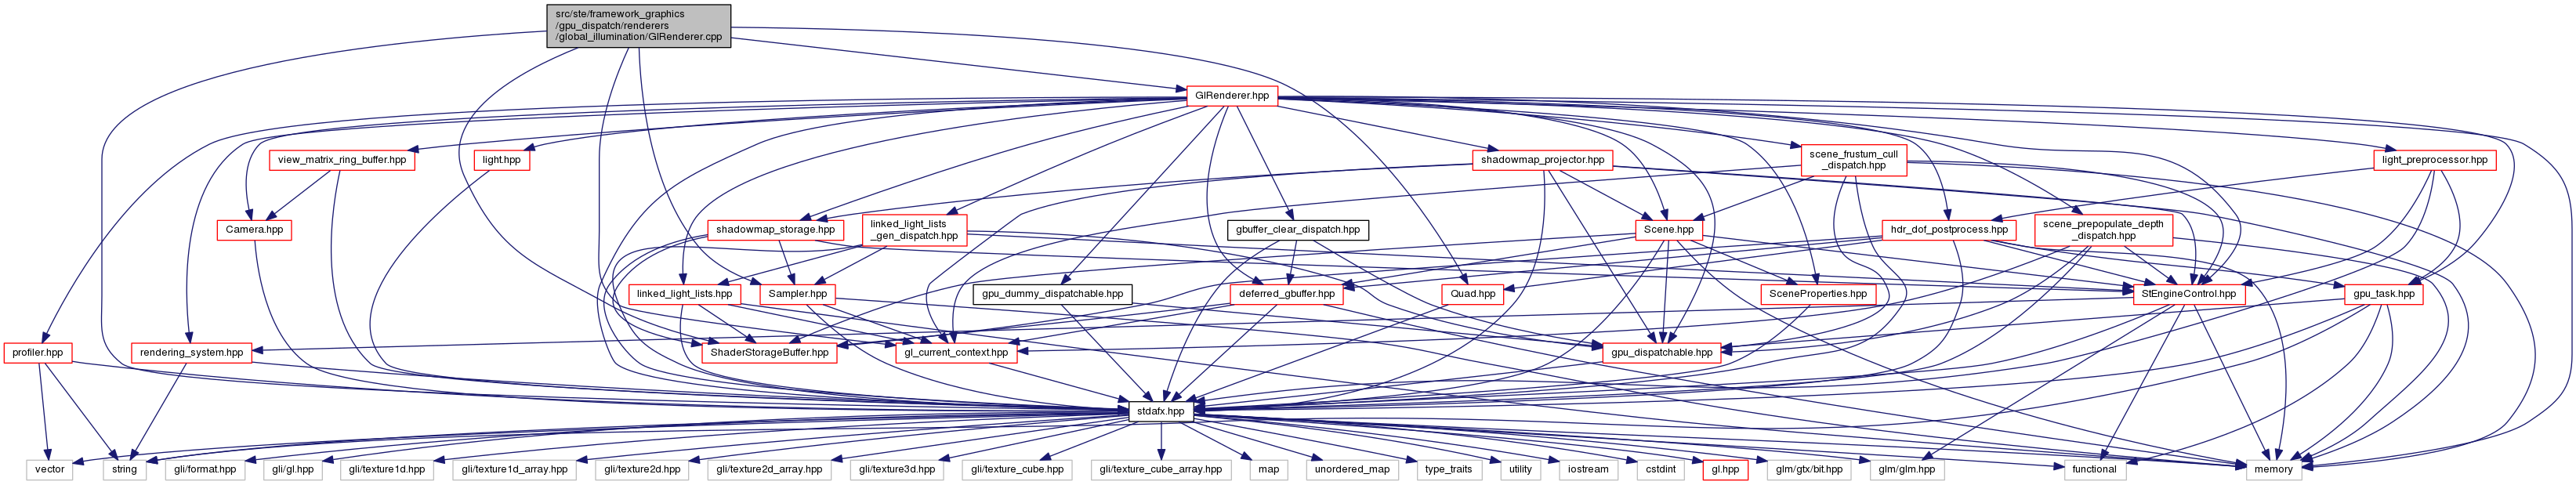 src/ste/framework_graphics
/gpu_dispatch/renderers
/global_illumination/GIRenderer.cpp
GIRenderer.hpp
view_matrix_ring_buffer.hpp
light.hpp
shadowmap_projector.hpp
scene_frustum_cull
_dispatch.hpp
light_preprocessor.hpp
Camera.hpp
shadowmap_storage.hpp
linked_light_lists
_gen_dispatch.hpp
gbuffer_clear_dispatch.hpp
Scene.hpp
hdr_dof_postprocess.hpp
scene_prepopulate_depth
_dispatch.hpp
linked_light_lists.hpp
Sampler.hpp
gpu_dummy_dispatchable.hpp
deferred_gbuffer.hpp
Quad.hpp
SceneProperties.hpp
StEngineControl.hpp
gpu_task.hpp
profiler.hpp
rendering_system.hpp
ShaderStorageBuffer.hpp
gl_current_context.hpp
gpu_dispatchable.hpp
stdafx.hpp
vector
string
gli/format.hpp
gli/gl.hpp
gli/texture1d.hpp
gli/texture1d_array.hpp
gli/texture2d.hpp
gli/texture2d_array.hpp
gli/texture3d.hpp
gli/texture_cube.hpp
gli/texture_cube_array.hpp
map
unordered_map
type_traits
utility
iostream
cstdint
gl.hpp
glm/gtx/bit.hpp
glm/glm.hpp
functional
memory